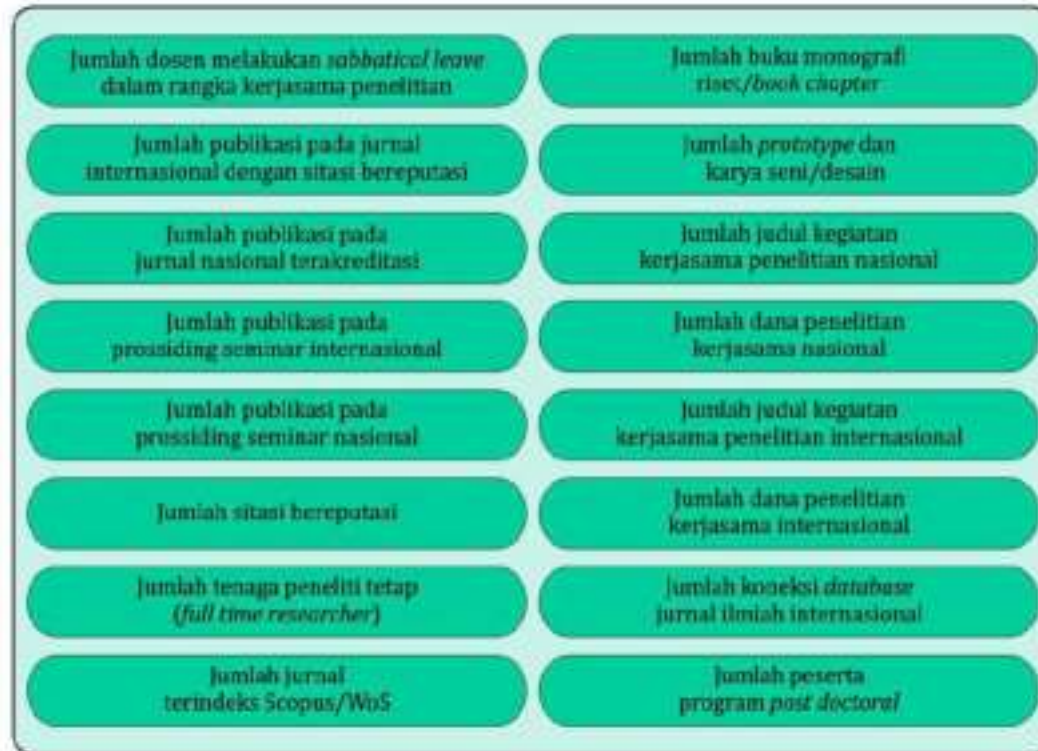 Jumlah dosen melakukan sabbatical leave
dalam rangka kerjasama penelitian
Jumlah publikasi pada jurnal
internasional dengan sitasi bereputasi
Jumlah publikasi pada
jurnal nasional terakreditasi
Jumlah publikasi pada
prossiding seminar internasional
Jumlah publikasi pada
prossiding seminar nasional
Jumlah sitasi bereputasi
Jumlah tenaga peneliti tetap
(full time researcher)
Jumlah jurnal
terindeks Scopus/WoS
Jumlah buku monografi
riset/book chapter
Jumlah prototype dan
karya seni/desain
Jumlah judul kegiatan
kerjasama penelitian nasional
Jumlah dana penelitian
kerjasama nasional
Jumlah judul kegiatan
kerjasama penelitian internasional
Jumlah dana penelitian
kerjasama internasional
Jumlah koneksi database
jurnal ilmiah internasional
Jumlah peserta
program post doctoral